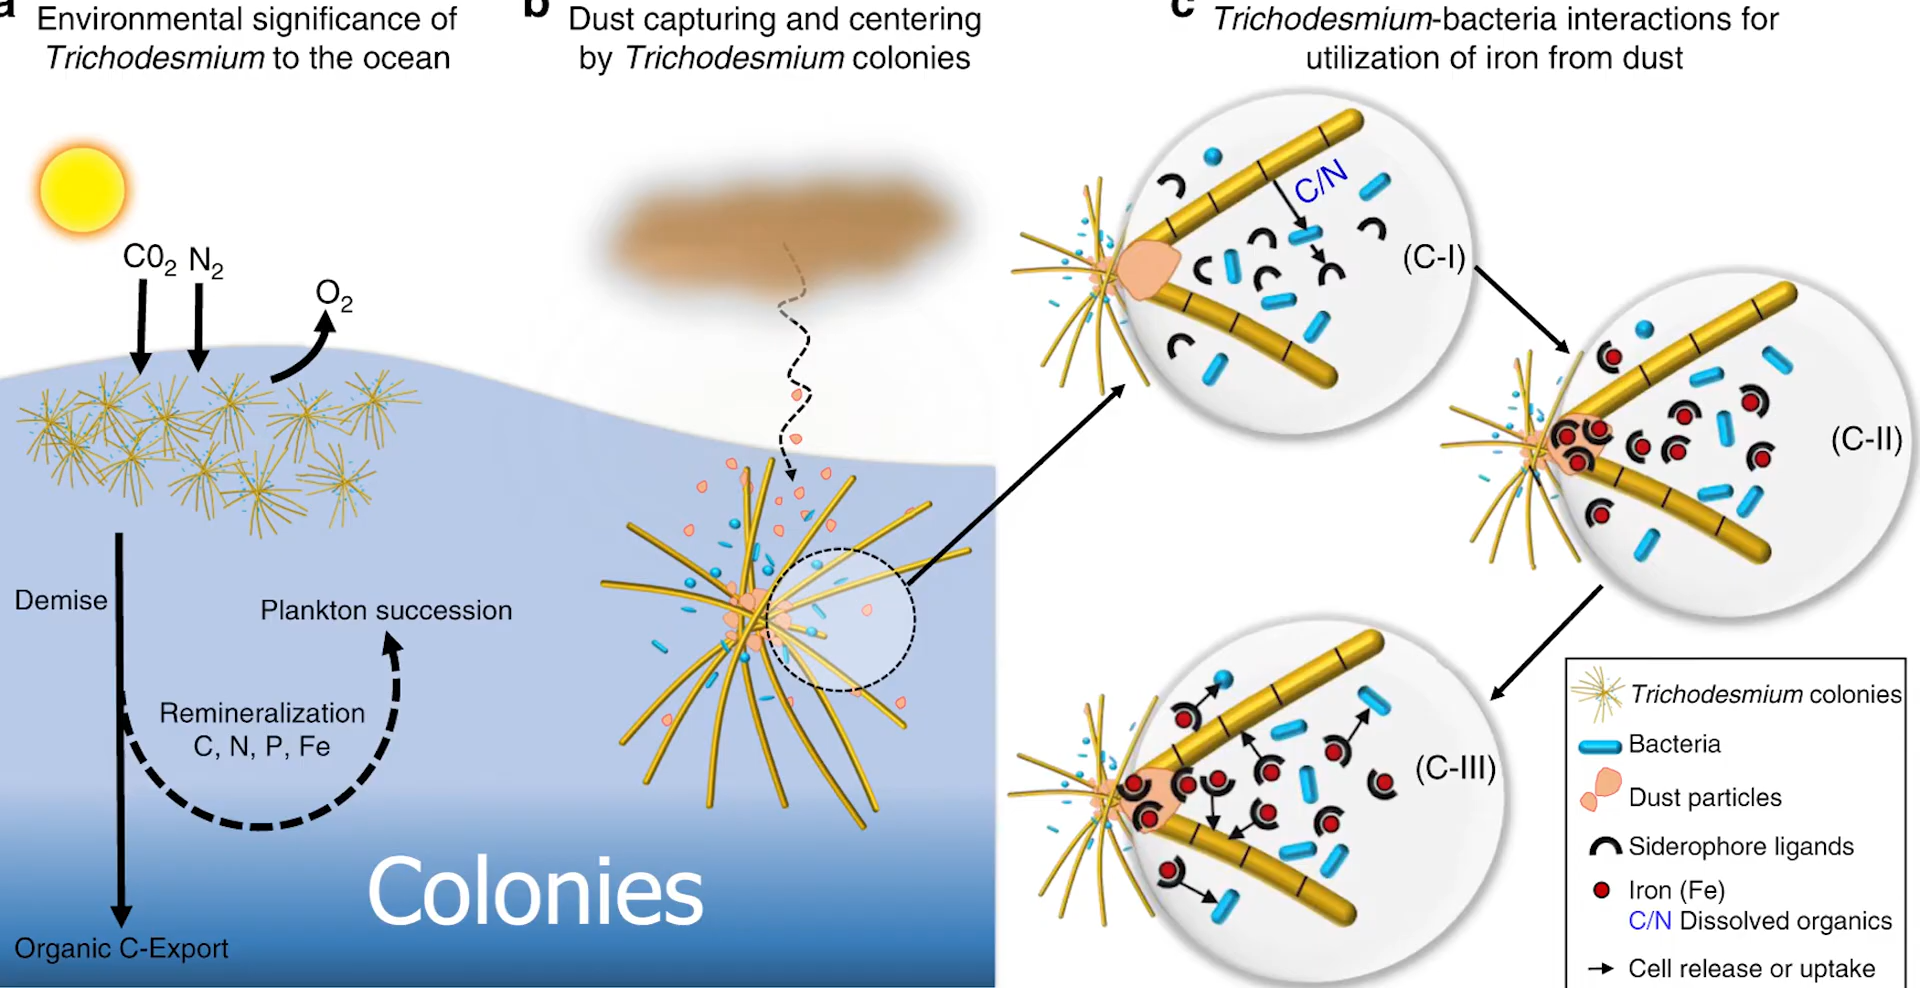 a
Environmental significance of
Trichodesmium to the ocean
C0₂ N₂
O₂
Demise
Plankton succession
Remineralization
C, N, P, Fe
Organic C-Export
b
Dust capturing and centering
by Trichodesmium colonies
Colonies
c
Trichodesmium-bacteria interactions for
utilization of iron from dust
C/N
(C-I)
(C-II)
(C-III)
Trichodesmium colonies
Bacteria
Dust particles
Siderophore ligands
Iron (Fe)
C/N Dissolved organics
Cell release or uptake